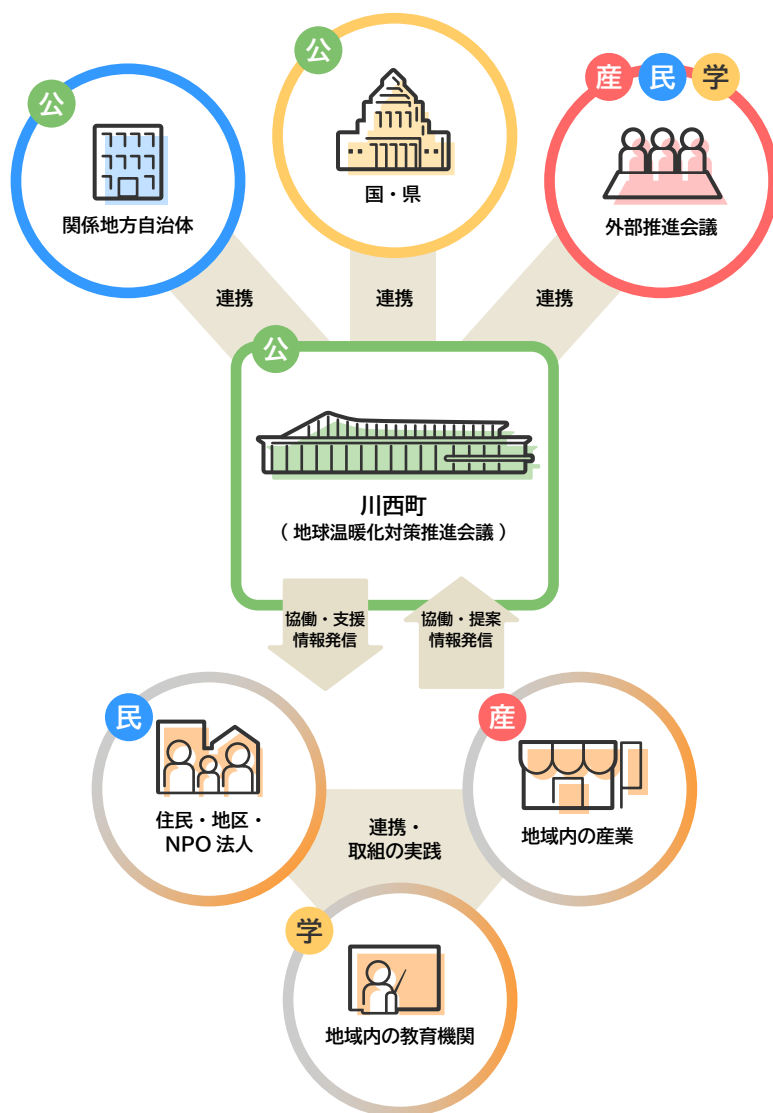 公
関係地方自治体
公
国・県
産 民 学
外部推進会議
連携
連携
連携
公
川西町
（ 地球温暖化対策推進会議 ）
協働・支援
情報発信
協働・提案
情報発信
民
住民・地区・
NPO 法人
産
地域内の産業
連携・
取組の実践
学
地域内の教育機関